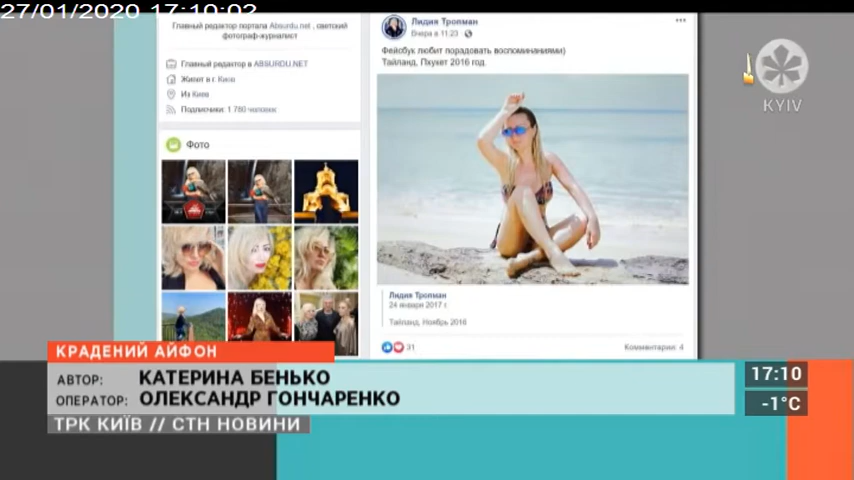 27/01/2020 17:10:02
Главный редактор портала Absurdu.net , светский
фотограф-журналист
Главный редактор в ABSURDU.NET
Живет в г. Киев
Из Киев
Подписчики: 1 780 человек
Фото
Лидия Тропман
Вчера в 11:23
Фейсбук любит порадовать воспоминаниями)
Тайланд, Пхукет 2016 год
Лидия Тропман
24 января 2017 г.
Тайланд, Ноябрь 2016
31
Комментарии: 4
KYIV
КРАДЕНИЙ АЙФОН
АВТОР: КАТЕРИНА БЕНЬКО
ОПЕРАТОР: ОЛЕКСАНДР ГОНЧАРЕНКО
ТРК КИЇВ // СТН НОВИНИ
17:10
-1°C